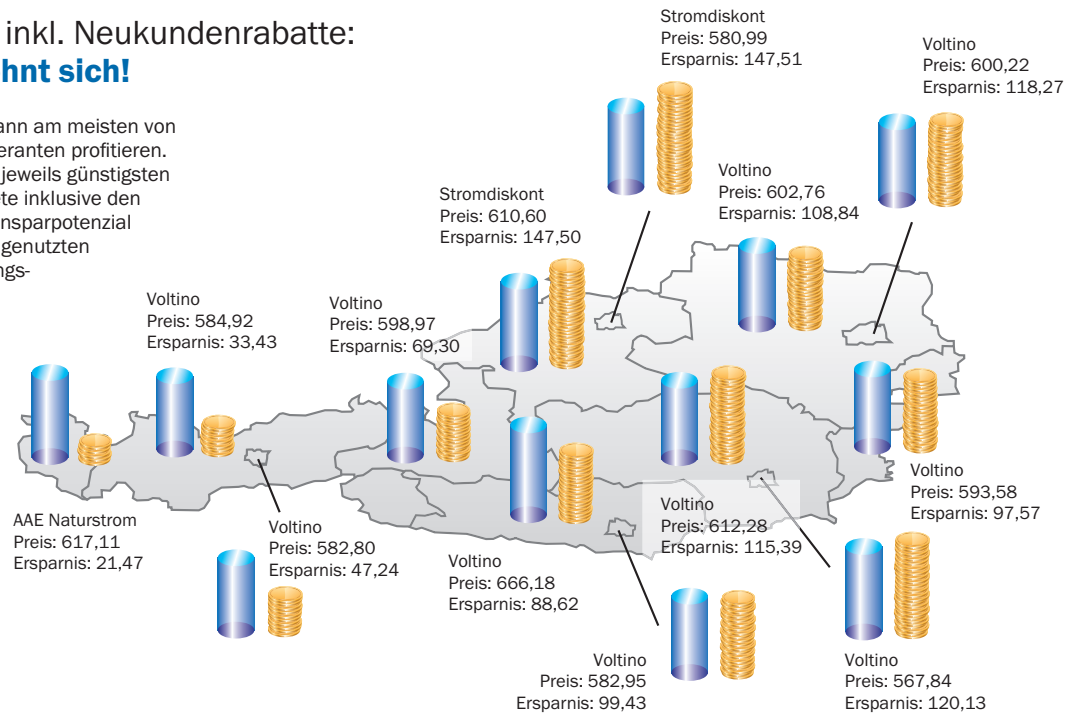 inkl. Neukundenrabatte:
hnt sich!
ann am meisten von
eranten profitieren.
jeweils günstigsten
ete inklusive den
nsparpotenzial
genutzten
ngs-
Stromdiskont
Preis: 580,99
Ersparnis: 147,51
Voltino
Preis: 600,22
Ersparnis: 118,27
Voltino
Preis: 602,76
Ersparnis: 108,84
Stromdiskont
Preis: 610,60
Ersparnis: 147,50
Voltino
Preis: 584,92
Ersparnis: 33,43
Voltino
Preis: 598,97
Ersparnis: 69,30
AAE Naturstrom
Preis: 617,11
Ersparnis: 21,47
Voltino
Preis: 582,80
Ersparnis: 47,24
Voltino
Preis: 666,18
Ersparnis: 88,62
Voltino
Preis: 612,28
Ersparnis: 115,39
Voltino
Preis: 593,58
Ersparnis: 97,57
Voltino
Preis: 582,95
Ersparnis: 99,43
Voltino
Preis: 567,84
Ersparnis: 120,13